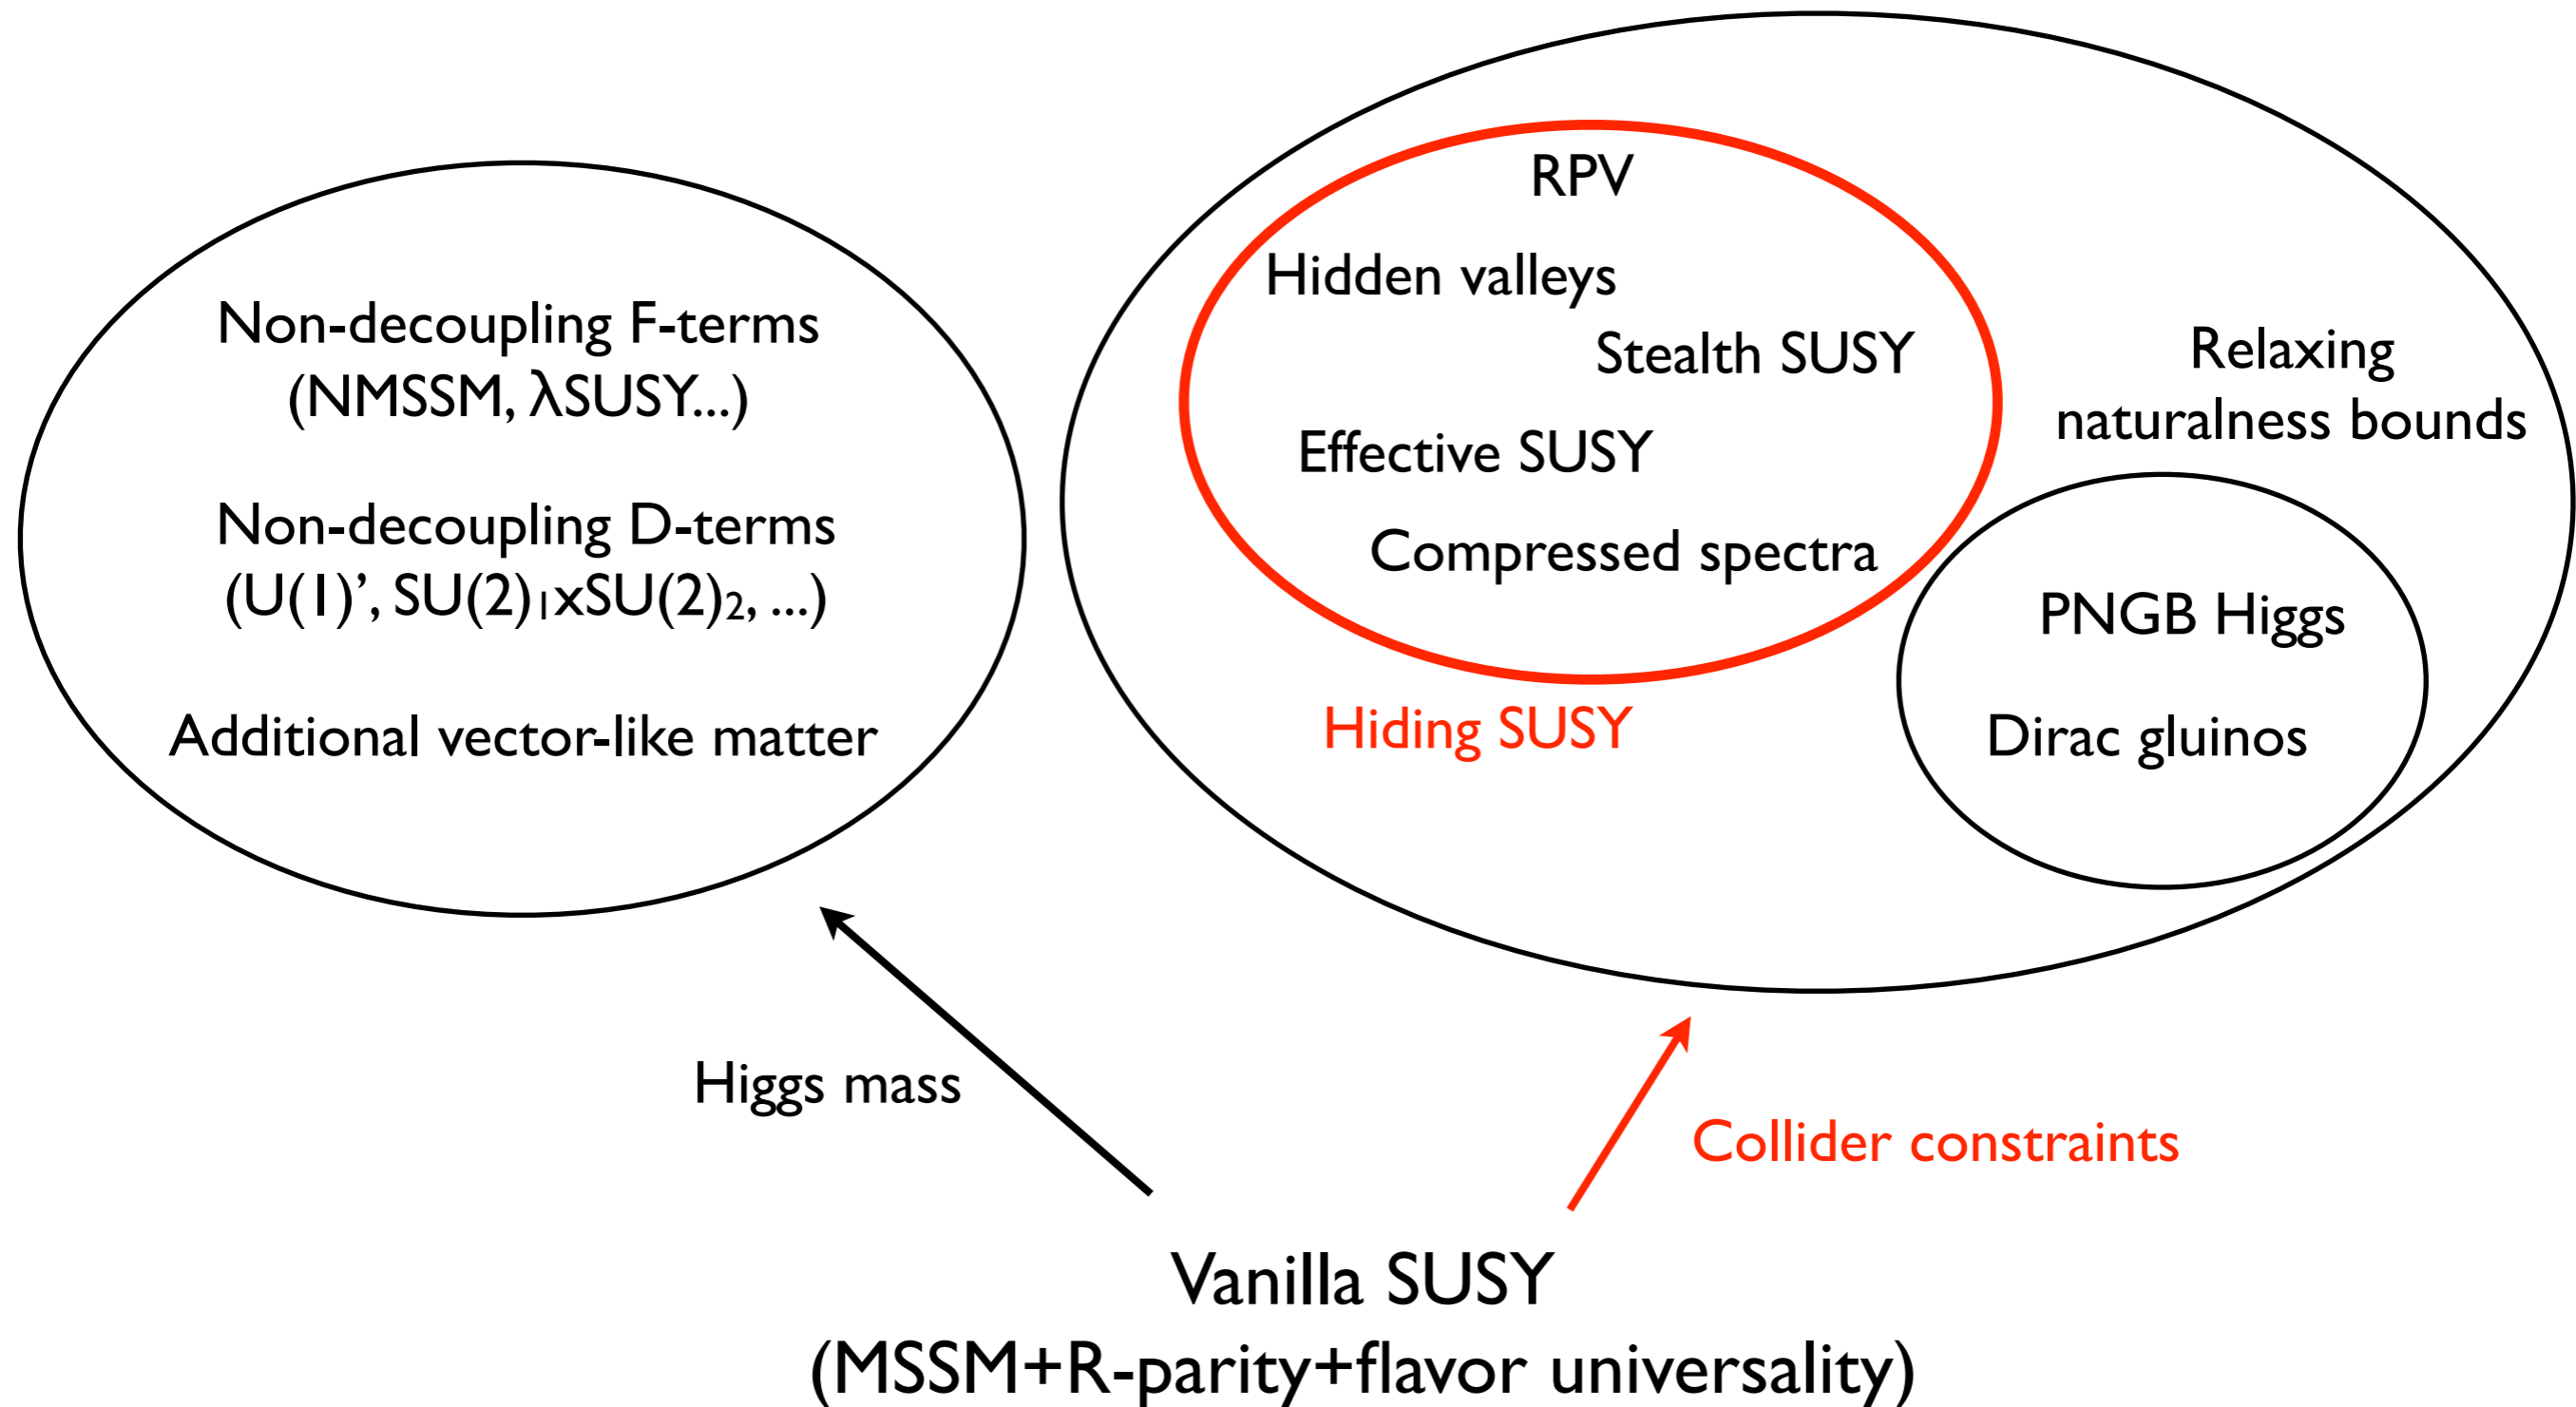 Non-decoupling F-terms
(NMSSM, λSUSY...)
Non-decoupling D-terms
(U(1)’, SU(2)₁xSU(2)₂, ...)
Additional vector-like matter
RPV
Hidden valleys
Stealth SUSY
Effective SUSY
Compressed spectra
Hiding SUSY
Relaxing
naturalness bounds
PNGB Higgs
Dirac gluinos
Higgs mass
Collider constraints
Vanilla SUSY
(MSSM+R-parity+flavor universality)